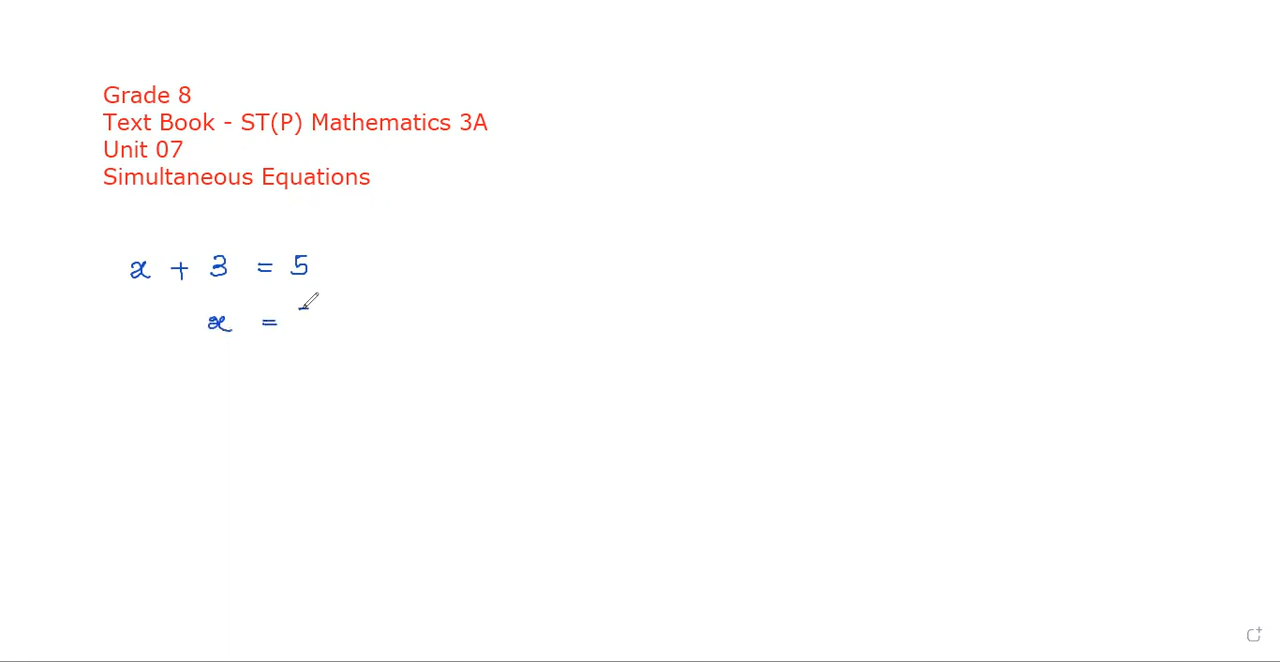 Grade 8
Text Book - ST(P) Mathematics 3A
Unit 07
Simultaneous Equations
x + 3 = 5
x =